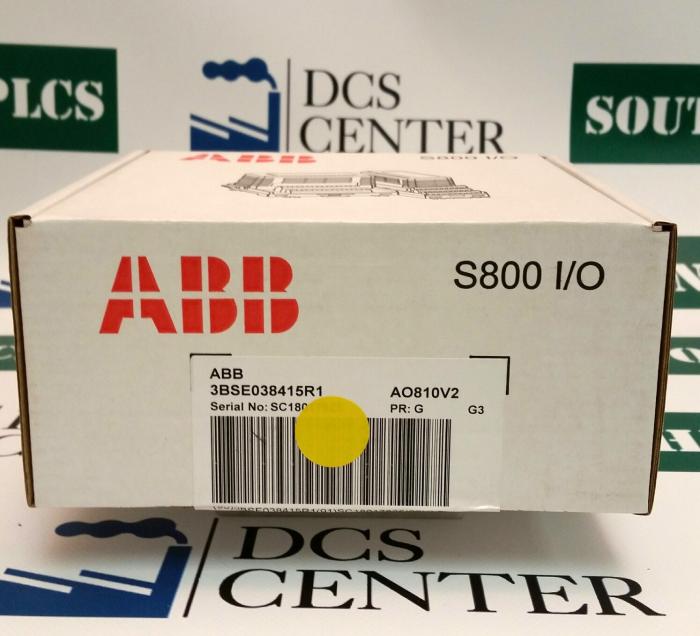 PLCS
DCS
CENTER
SOUT
ABB
S800 I/O
ABB
S800 I/O
ABB
3BSE038415R1
AO810V2
Serial No: SC18
PR: G
G3
DCS
CENTER